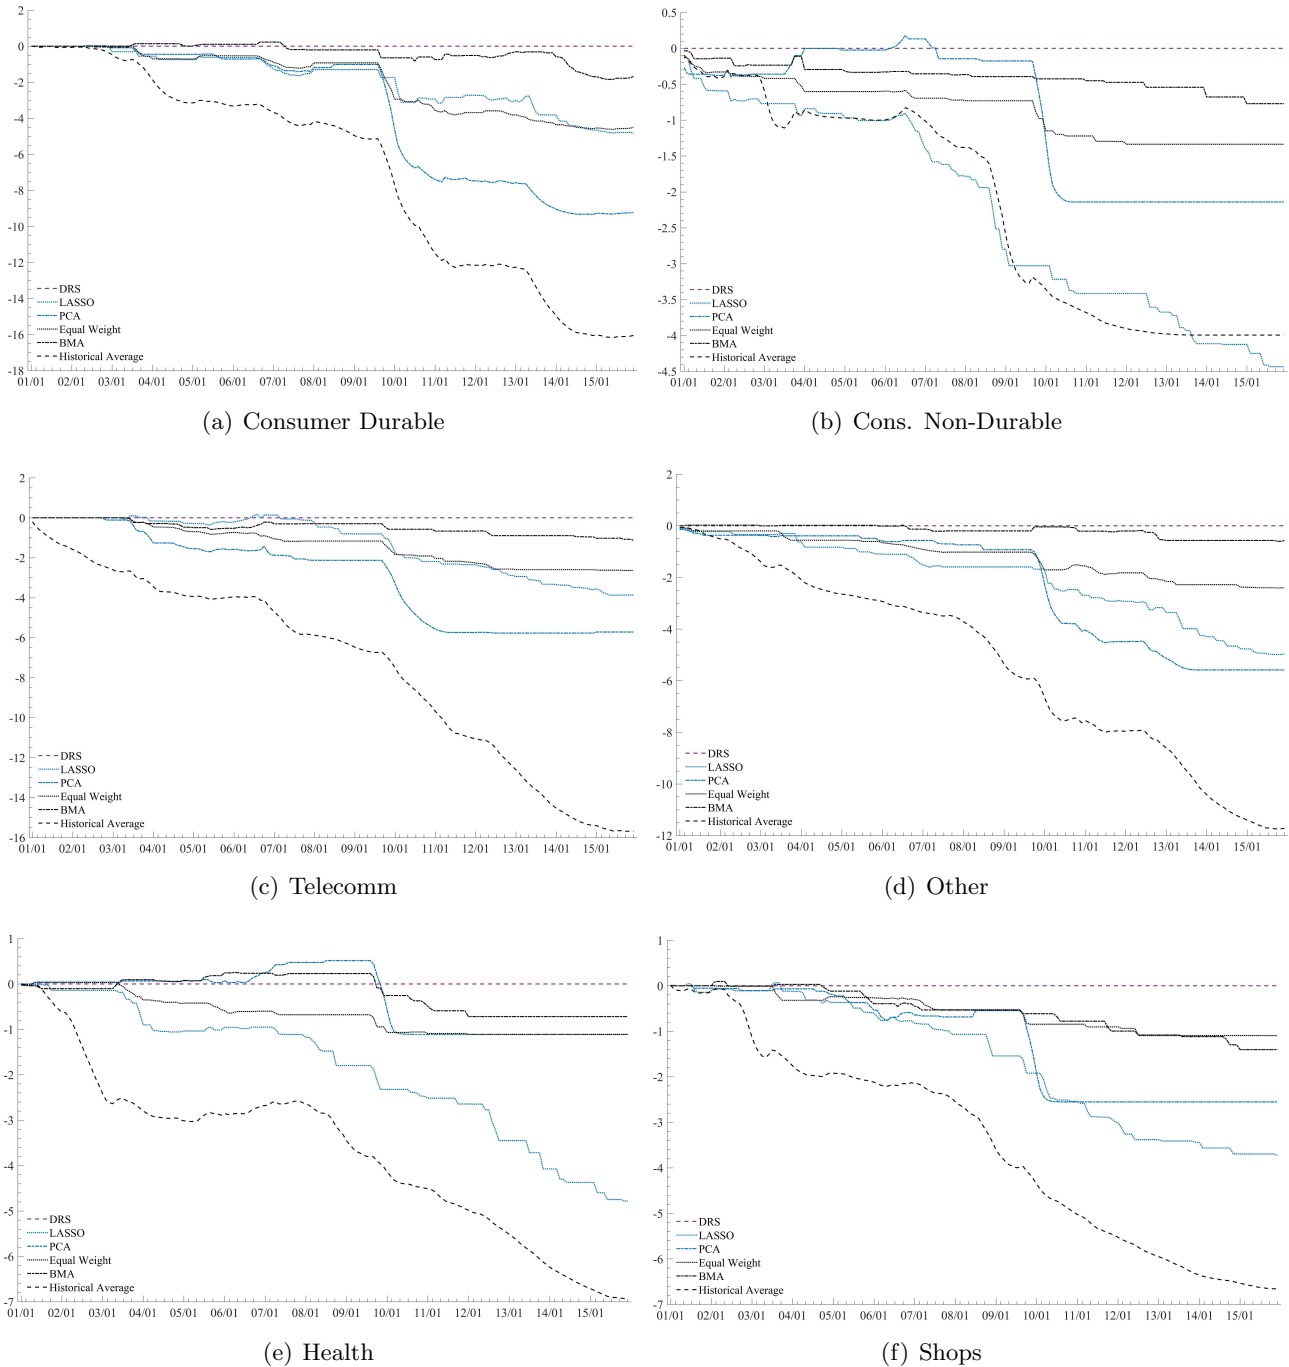 2
0
-2
-4
-6
-8
-10
-12
-14
-16
-18
01/01 02/01 03/01 04/01 05/01 06/01 07/01 08/01 09/01 10/01 11/01 12/01 13/01 14/01 15/01
DRS
LASSO
PCA
Equal Weight
BMA
Historical Average
(a) Consumer Durable
0.5
0
-0.5
-1
-1.5
-2
-2.5
-3
-3.5
-4
-4.5
01/01 02/01 03/01 04/01 05/01 06/01 07/01 08/01 09/01 10/01 11/01 12/01 13/01 14/01 15/01
DRS
LASSO
PCA
Equal Weight
BMA
Historical Average
(b) Cons. Non-Durable
2
0
-2
-4
-6
-8
-10
-12
-14
-16
01/01 02/01 03/01 04/01 05/01 06/01 07/01 08/01 09/01 10/01 11/01 12/01 13/01 14/01 15/01
DRS
LASSO
PCA
Equal Weight
BMA
Historical Average
(c) Telecomm
2
0
-2
-4
-6
-8
-10
-12
01/01 02/01 03/01 04/01 05/01 06/01 07/01 08/01 09/01 10/01 11/01 12/01 13/01 14/01 15/01
DRS
LASSO
PCA
Equal Weight
BMA
Historical Average
(d) Other
1
0
-1
-2
-3
-4
-5
-6
-7
01/01 02/01 03/01 04/01 05/01 06/01 07/01 08/01 09/01 10/01 11/01 12/01 13/01 14/01 15/01
DRS
LASSO
PCA
Equal Weight
BMA
Historical Average
(e) Health
1
0
-1
-2
-3
-4
-5
-6
-7
01/01 02/01 03/01 04/01 05/01 06/01 07/01 08/01 09/01 10/01 11/01 12/01 13/01 14/01 15/01
DRS
LASSO
PCA
Equal Weight
BMA
Historical Average
(f) Shops